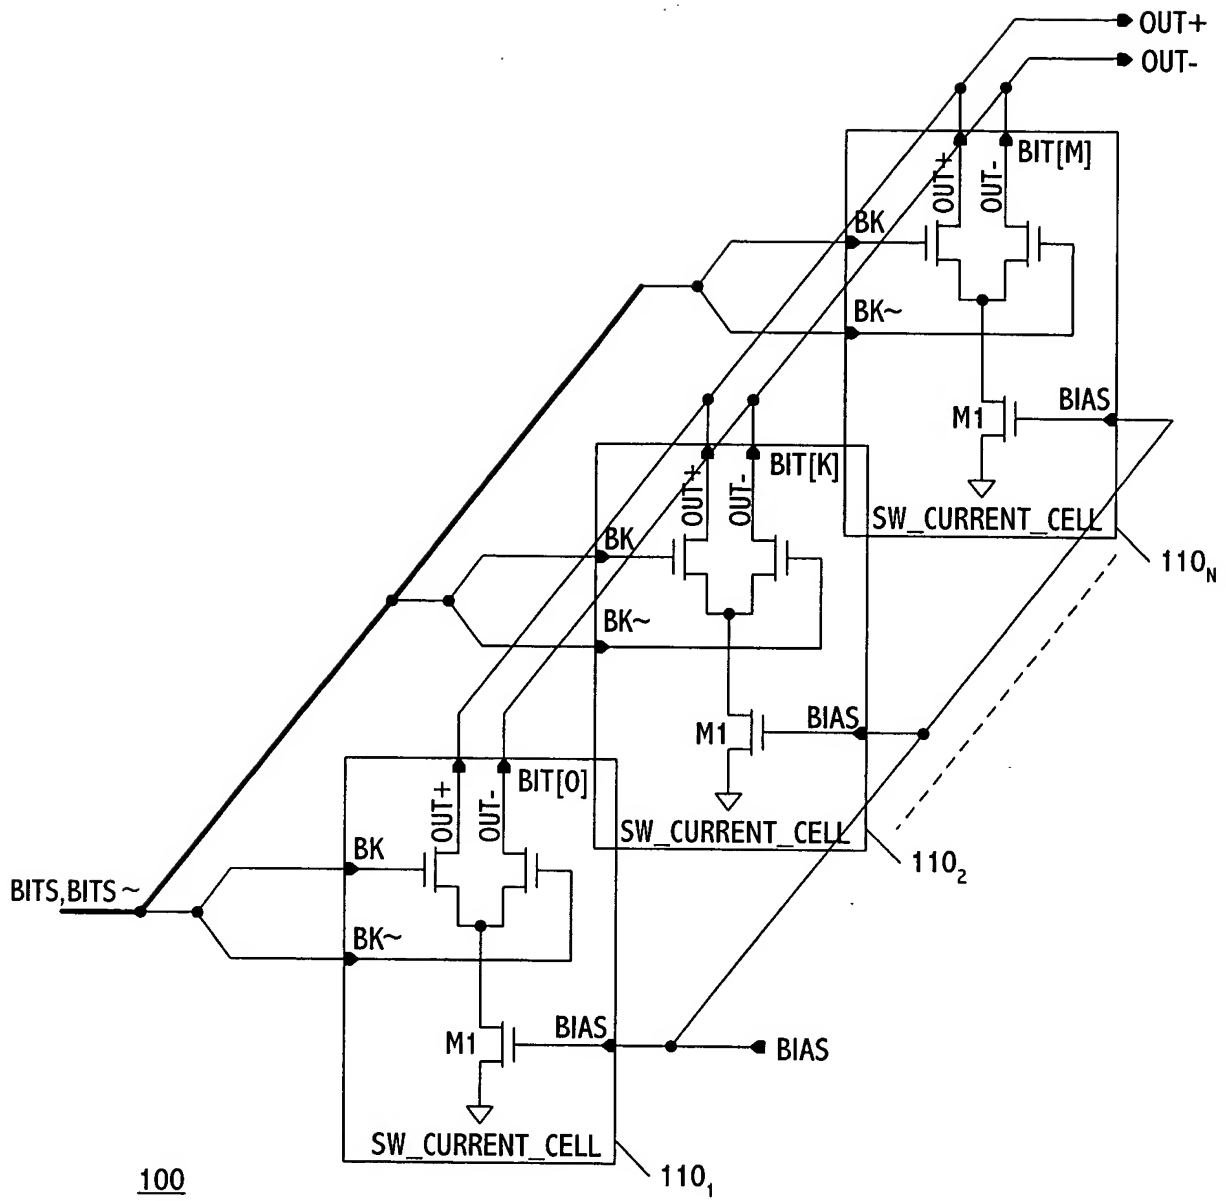 OUT+
OUT-
BIT[M]
OUT+
OUT-
BK
BK~
BIAS
M1
SW_CURRENT_CELL
110N
BIT[K]
OUT+
OUT-
BK
BK~
BIAS
M1
SW_CURRENT_CELL
1102
BIT[0]
OUT+
OUT-
BK
BITS,BITS~
BK~
BIAS
M1
BIAS
SW_CURRENT_CELL
1101
100